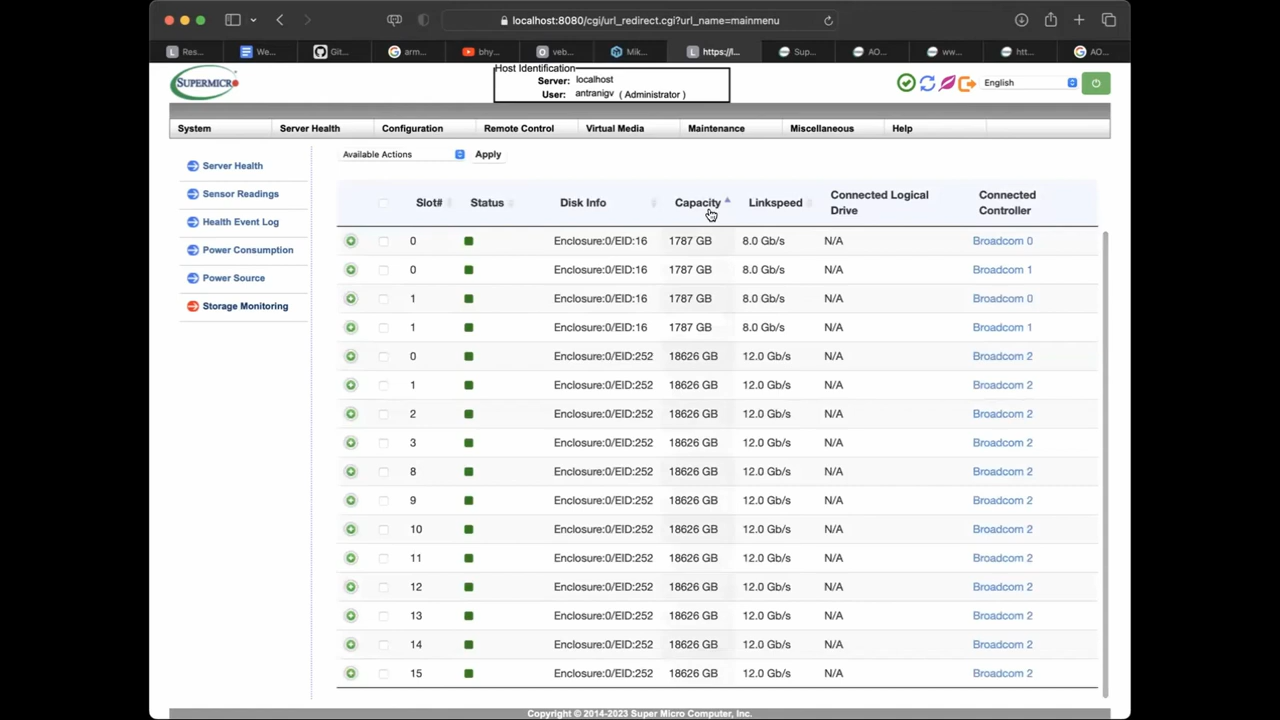 localhost:8080/cgi/url_redirect.cgi?url_name=mainmenu
Res... We... Git... arm... bhy... veb... Mik... https://l... Sup... AO... ww... htt... AO...
SUPERMICRO
Host Identification
Server: localhost
User: antranigv ( Administrator )
English
System Server Health Configuration Remote Control Virtual Media Maintenance Miscellaneous Help
Server Health
Sensor Readings
Health Event Log
Power Consumption
Power Source
Storage Monitoring
Available Actions Apply
Slot# Status Disk Info Capacity Linkspeed Connected Logical Drive Connected Controller
0 Enclosure:0/EID:16 1787 GB 8.0 Gb/s N/A Broadcom 0
0 Enclosure:0/EID:16 1787 GB 8.0 Gb/s N/A Broadcom 1
1 Enclosure:0/EID:16 1787 GB 8.0 Gb/s N/A Broadcom 0
1 Enclosure:0/EID:16 1787 GB 8.0 Gb/s N/A Broadcom 1
0 Enclosure:0/EID:252 18626 GB 12.0 Gb/s N/A Broadcom 2
1 Enclosure:0/EID:252 18626 GB 12.0 Gb/s N/A Broadcom 2
2 Enclosure:0/EID:252 18626 GB 12.0 Gb/s N/A Broadcom 2
3 Enclosure:0/EID:252 18626 GB 12.0 Gb/s N/A Broadcom 2
8 Enclosure:0/EID:252 18626 GB 12.0 Gb/s N/A Broadcom 2
9 Enclosure:0/EID:252 18626 GB 12.0 Gb/s N/A Broadcom 2
10 Enclosure:0/EID:252 18626 GB 12.0 Gb/s N/A Broadcom 2
11 Enclosure:0/EID:252 18626 GB 12.0 Gb/s N/A Broadcom 2
12 Enclosure:0/EID:252 18626 GB 12.0 Gb/s N/A Broadcom 2
13 Enclosure:0/EID:252 18626 GB 12.0 Gb/s N/A Broadcom 2
14 Enclosure:0/EID:252 18626 GB 12.0 Gb/s N/A Broadcom 2
15 Enclosure:0/EID:252 18626 GB 12.0 Gb/s N/A Broadcom 2
Copyright © 2014-2023 Super Micro Computer, Inc.